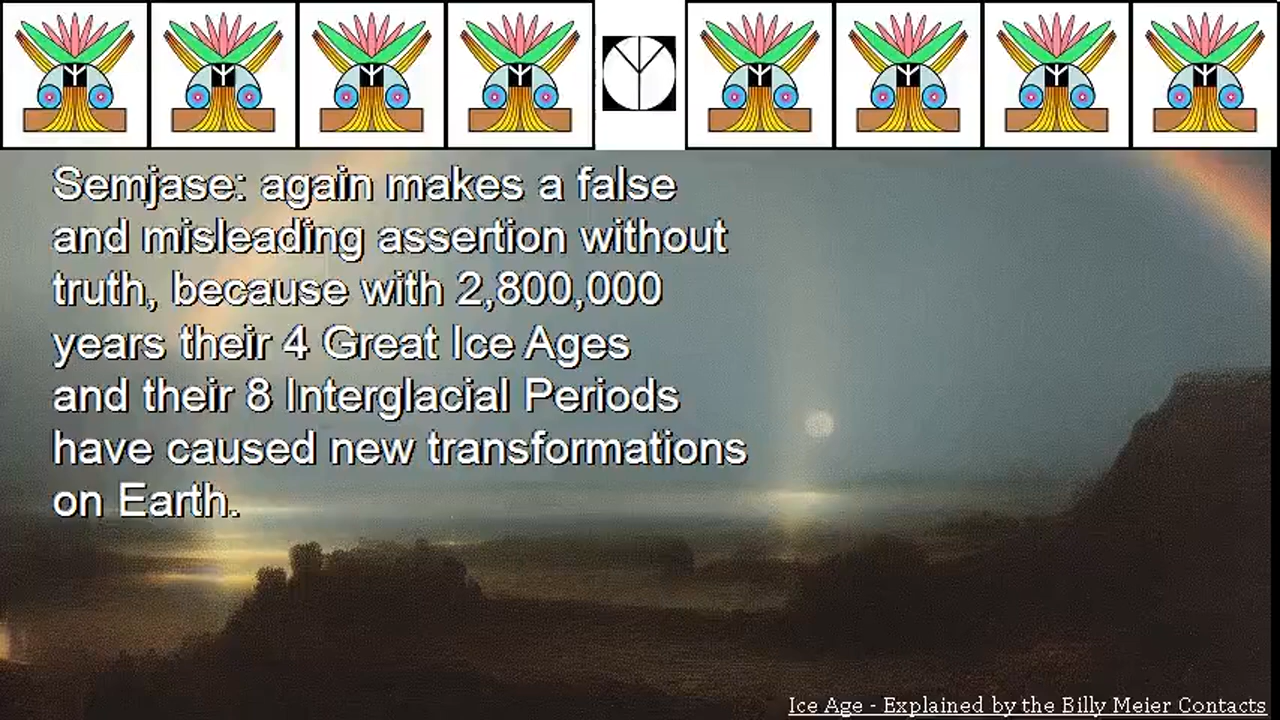 Semjase: again makes a false
and misleading assertion without
truth, because with 2,800,000
years their 4 Great Ice Ages
and their 8 Interglacial Periods
have caused new transformations
on Earth.
Ice Age - Explained by the Billy Meier Contacts